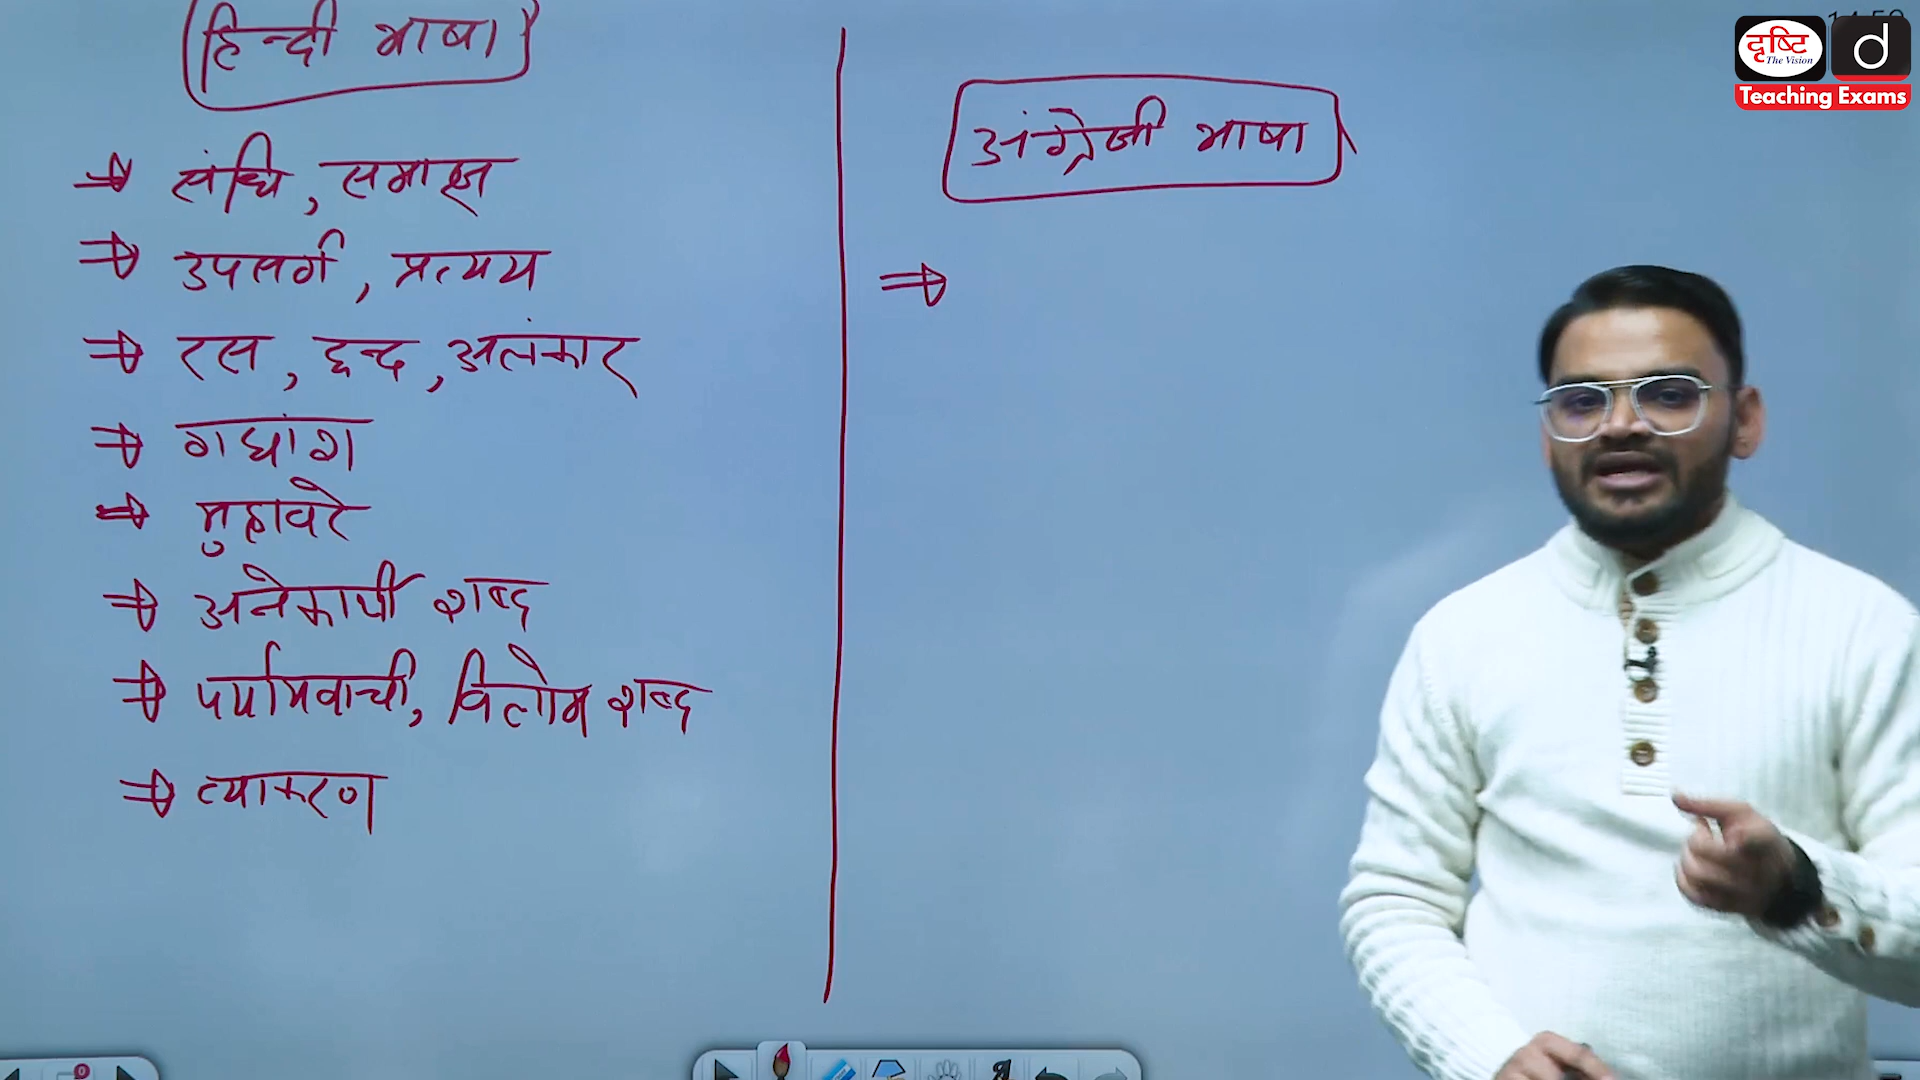 हिन्दी भाषा
⇒ संधि, समास
⇒ उपसर्ग, प्रत्यय
⇒ रस, छन्द, अलंकार
⇒ गद्यांश
⇒ मुहावरे
⇒ अनेकार्थी शब्द
⇒ पर्यायवाची, विलोम शब्द
⇒ व्याकरण
अंग्रेजी भाषा
⇒
दृष्टि
The Vision
d
Teaching Exams
0